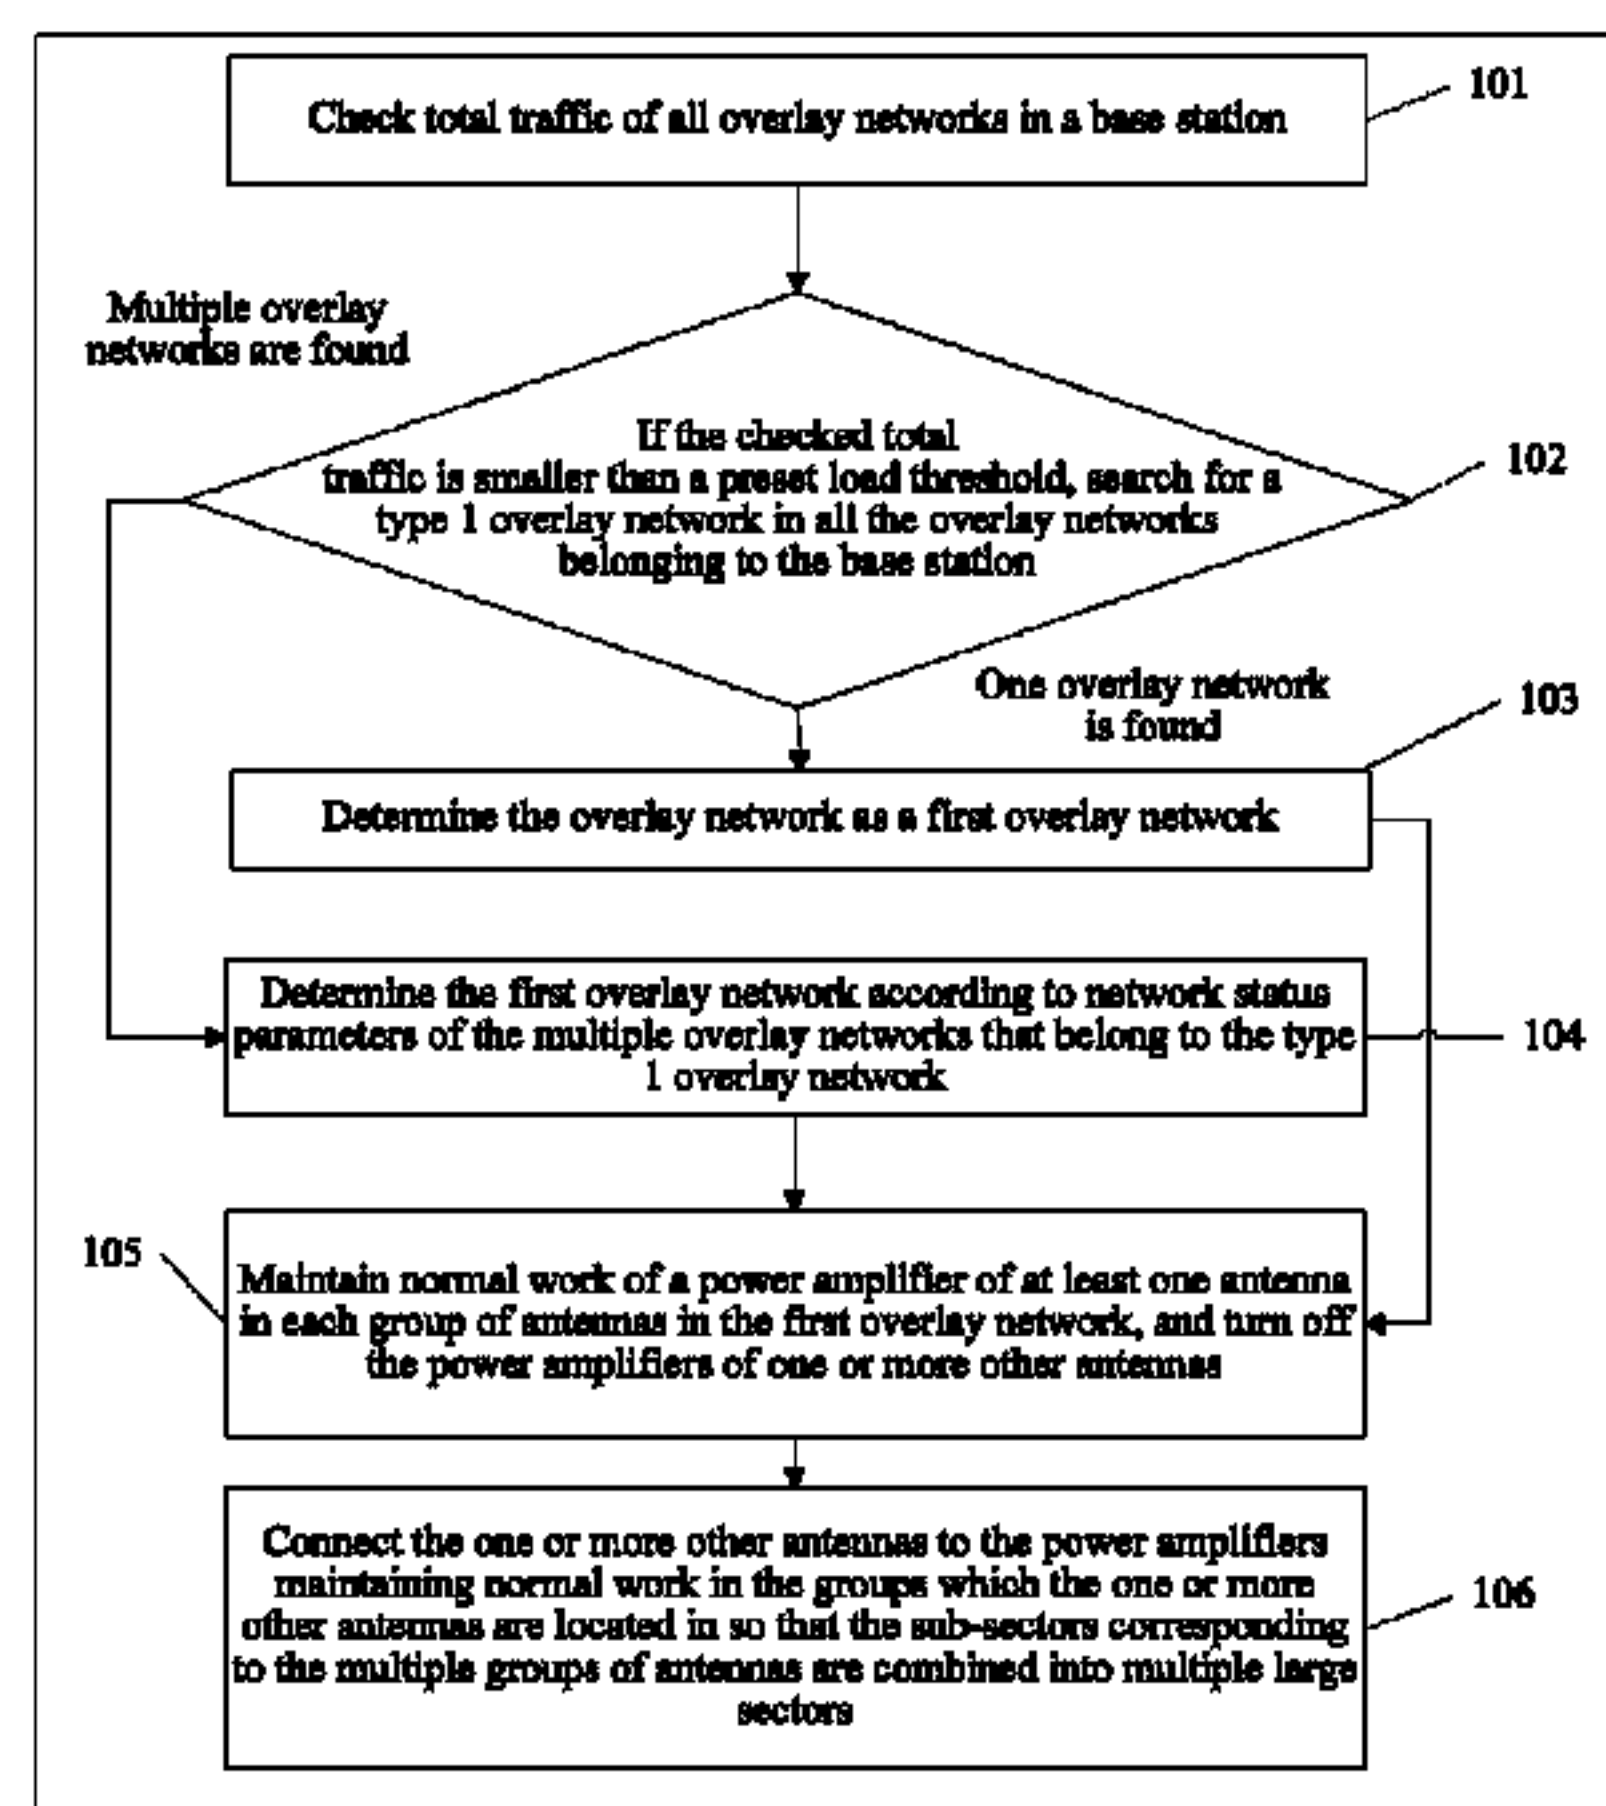 101
Check total traffic of all overlay networks in a base station
Multiple overlay
networks are found
If the checked total
traffic is smaller than a preset load threshold, search for a
type 1 overlay network in all the overlay networks
belonging to the base station
102
One overlay network
is found
103
Determine the overlay network as a first overlay network
Determine the first overlay network according to network status
parameters of the multiple overlay networks that belong to the type
1 overlay network
104
105
Maintain normal work of a power amplifier of at least one antenna
in each group of antennas in the first overlay network, and turn off
the power amplifiers of one or more other antennas
Connect the one or more other antennas to the power amplifiers
maintaining normal work in the groups which the one or more
other antennas are located in so that the sub-sectors corresponding
to the multiple groups of antennas are combined into multiple large
sectors
106